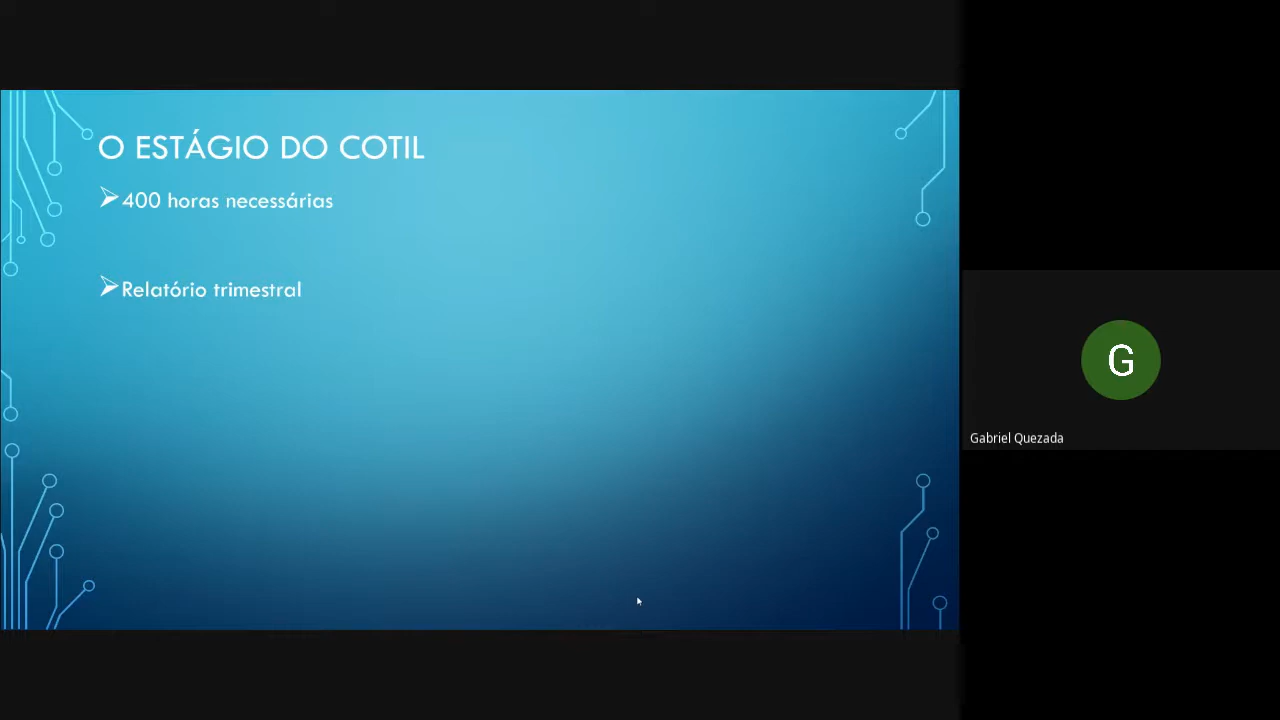 O ESTÁGIO DO COTIL
400 horas necessárias
Relatório trimestral
G
Gabriel Quezada